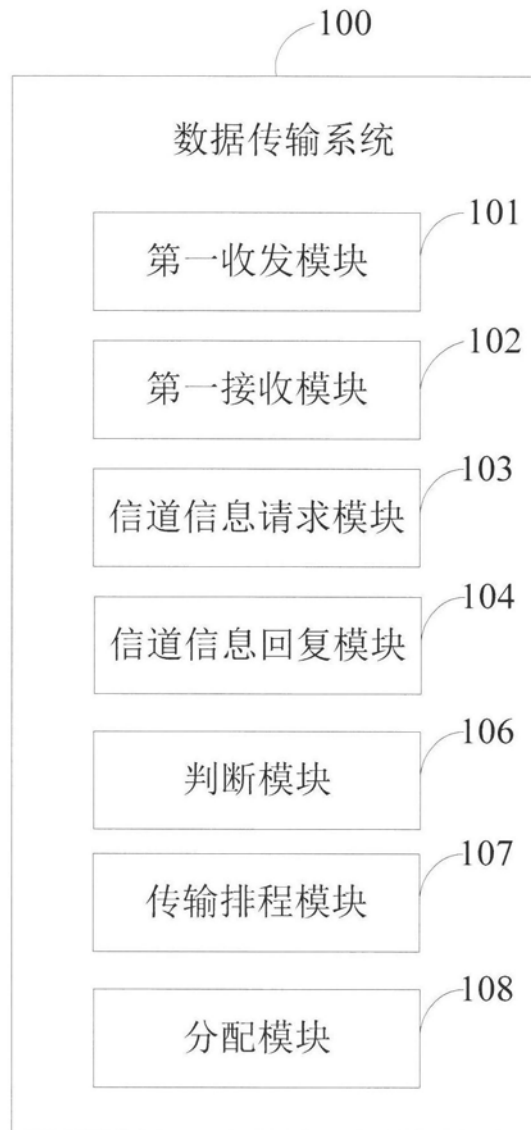 100
数据传输系统
101
第一收发模块
102
第一接收模块
103
信道信息请求模块
104
信道信息回复模块
106
判断模块
107
传输排程模块
108
分配模块